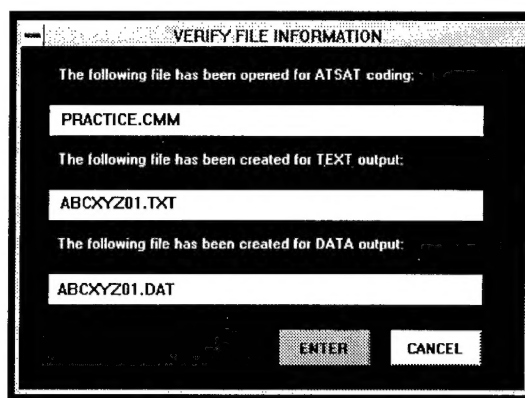 VERIFY FILE INFORMATION
The following file has been opened for ATSAT coding:
PRACTICE.CMM
The following file has been created for TEXT output:
ABCXYZ01.TXT
The following file has been created for DATA output:
ABCXYZ01.DAT
ENTER CANCEL